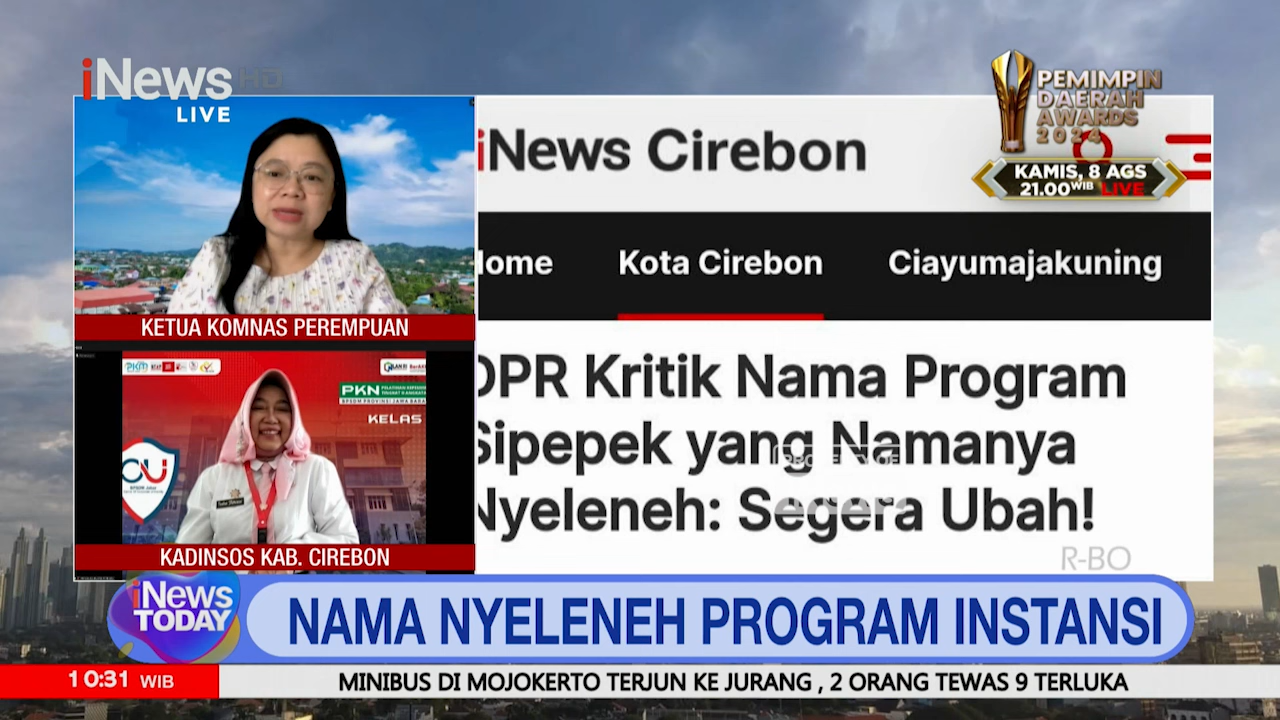 iNews HD
LIVE
PEMIMPIN
DAERAH
AWARDS
2024
KAMIS, 8 AGS
21.00 WIB LIVE
iNews Cirebon
Home
Kota Cirebon
Ciayumajakuning
KETUA KOMNAS PEREMPUAN
DPR Kritik Nama Program
Sipepek yang Namanya
Nyeleneh: Segera Ubah!
PKN
KELAS
PROPERTY OF
R-BO
KADINSOS KAB. CIREBON
iNews
TODAY
NAMA NYELENEH PROGRAM INSTANSI
10:31 WIB
MINIBUS DI MOJOKERTO TERJUN KE JURANG , 2 ORANG TEWAS 9 TERLUKA